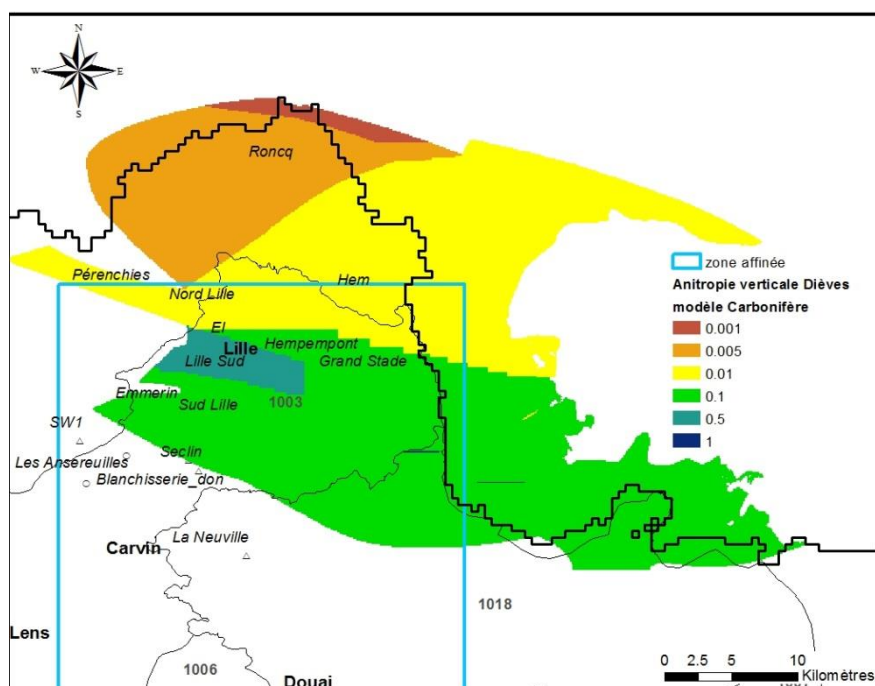 N
W E
S
Roncq
Pérenchies
Hem
Nord Lille
El
Lille
Hempempont
Lille Sud
Grand Stade
Emmerin
Sud Lille
1003
SW1
Seclin
Les Ansereuilles
Blanchisserie_don
La Neuville
Carvin
1018
Lens
1006
Douai
zone affinée
Anitropie verticale Dièves
modèle Carbonifère
0.001
0.005
0.01
0.1
0.5
1
0 2.5 5 10
Kilomètres